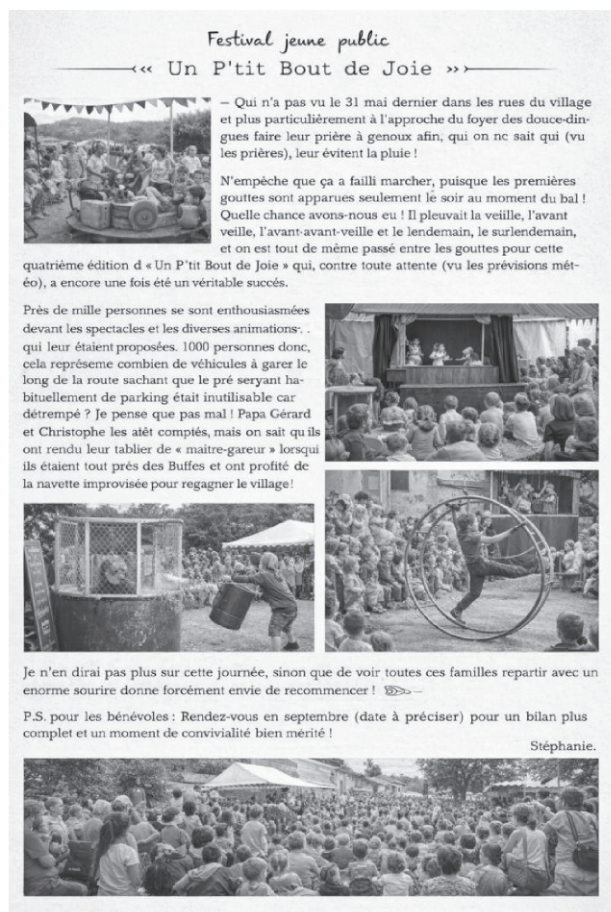 Festival jeune public
«« Un P'tit Bout de Joie »»
– Qui n'a pas vu le 31 mai dernier dans les rues du village
et plus particulièrement à l'approche du foyer des douce-din-
gues faire leur prière à genoux afin, qui on nc sait qui (vu
les prières), leur évitent la pluie !
N'empèche que ça a failli marcher, puisque les premières
gouttes sont apparues seulement lè soir au moment du bal !
Quelle chance avons-nous eu ! Il pleuvait la veiille, l'avant
veille, l'avant-avant-veille et le lendemain, le surlendemain,
et on est tout de mème passé entre les gouttes pour cette
quatrième édition d « Un P'tit Bout de Joie » qui, contre toute attente (vu les prévisions mét-
éo), a encore une fois été un véritable succés.
Près de mille personnes se sont enthousiasmées
devant les spectacles et les diverses animations-. .
qui leur étaient proposées. 1000 personnes donc,
cela représeme combien de véhicules à garer le
long de la route sachant que le pré seryant ha-
bituellement de parking était inutilisable car
détrempé ? Je pense que pas mal ! Papa Gérard
et Christophe les atêt comptés, mais on sait qu ils
ont rendu leur tablier de « maitre-gareur » lorsqu
ils étaient tout prés des Buffes et ont profité de
la navette improvisée pour regagner le village!
Je n'en dirai pas plus sur cette journée, sinon que de voir toutes ces familles repartir avec un
enorme sourire donne forcément envie de recommencer !
P.S. pour les bénévoles : Rendez-vous en septembre (date à préciser) pour un bilan plus
complet et un moment de convivialité bien mérité !
Stéphanie.